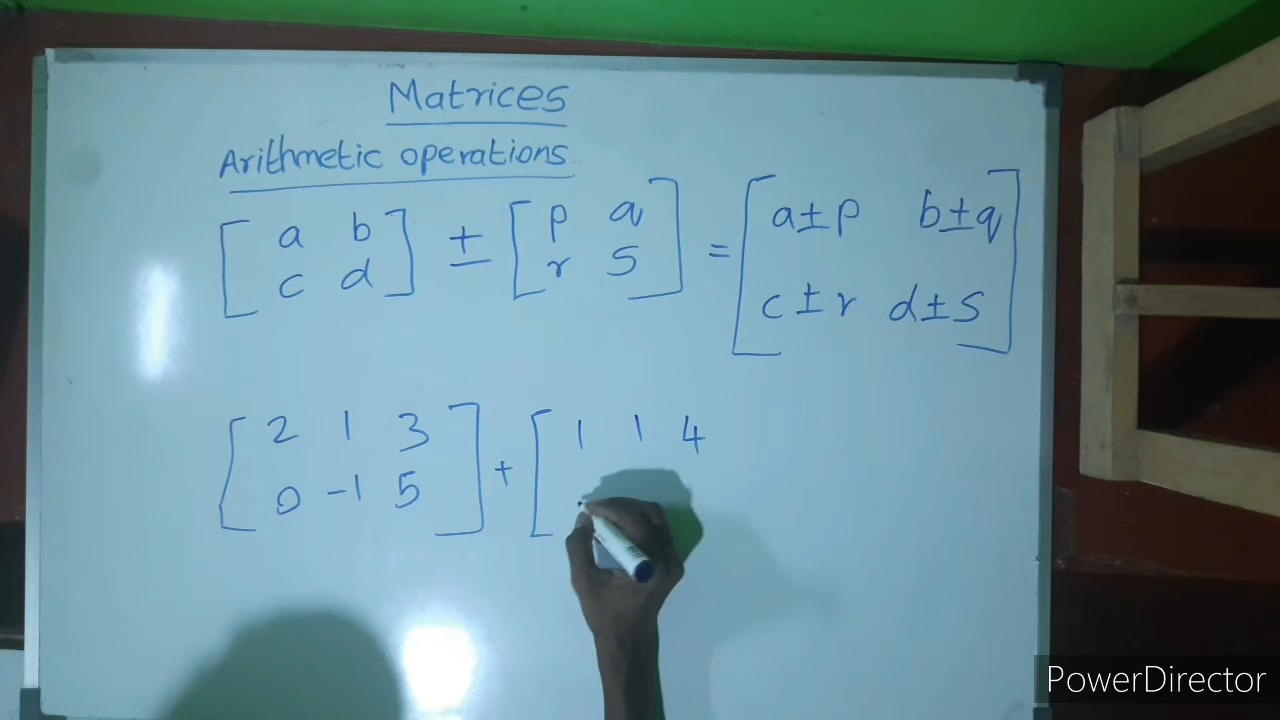 Matrices
Arithmetic operations
[ a b ] ± [ p q ] = [ a±p b±q ]
[ c d ] [ r s ] [ c±r d±s ]
[ 2 1 3 ] + [ 1 1 4
[ 0 -1 5 ]
PowerDirector